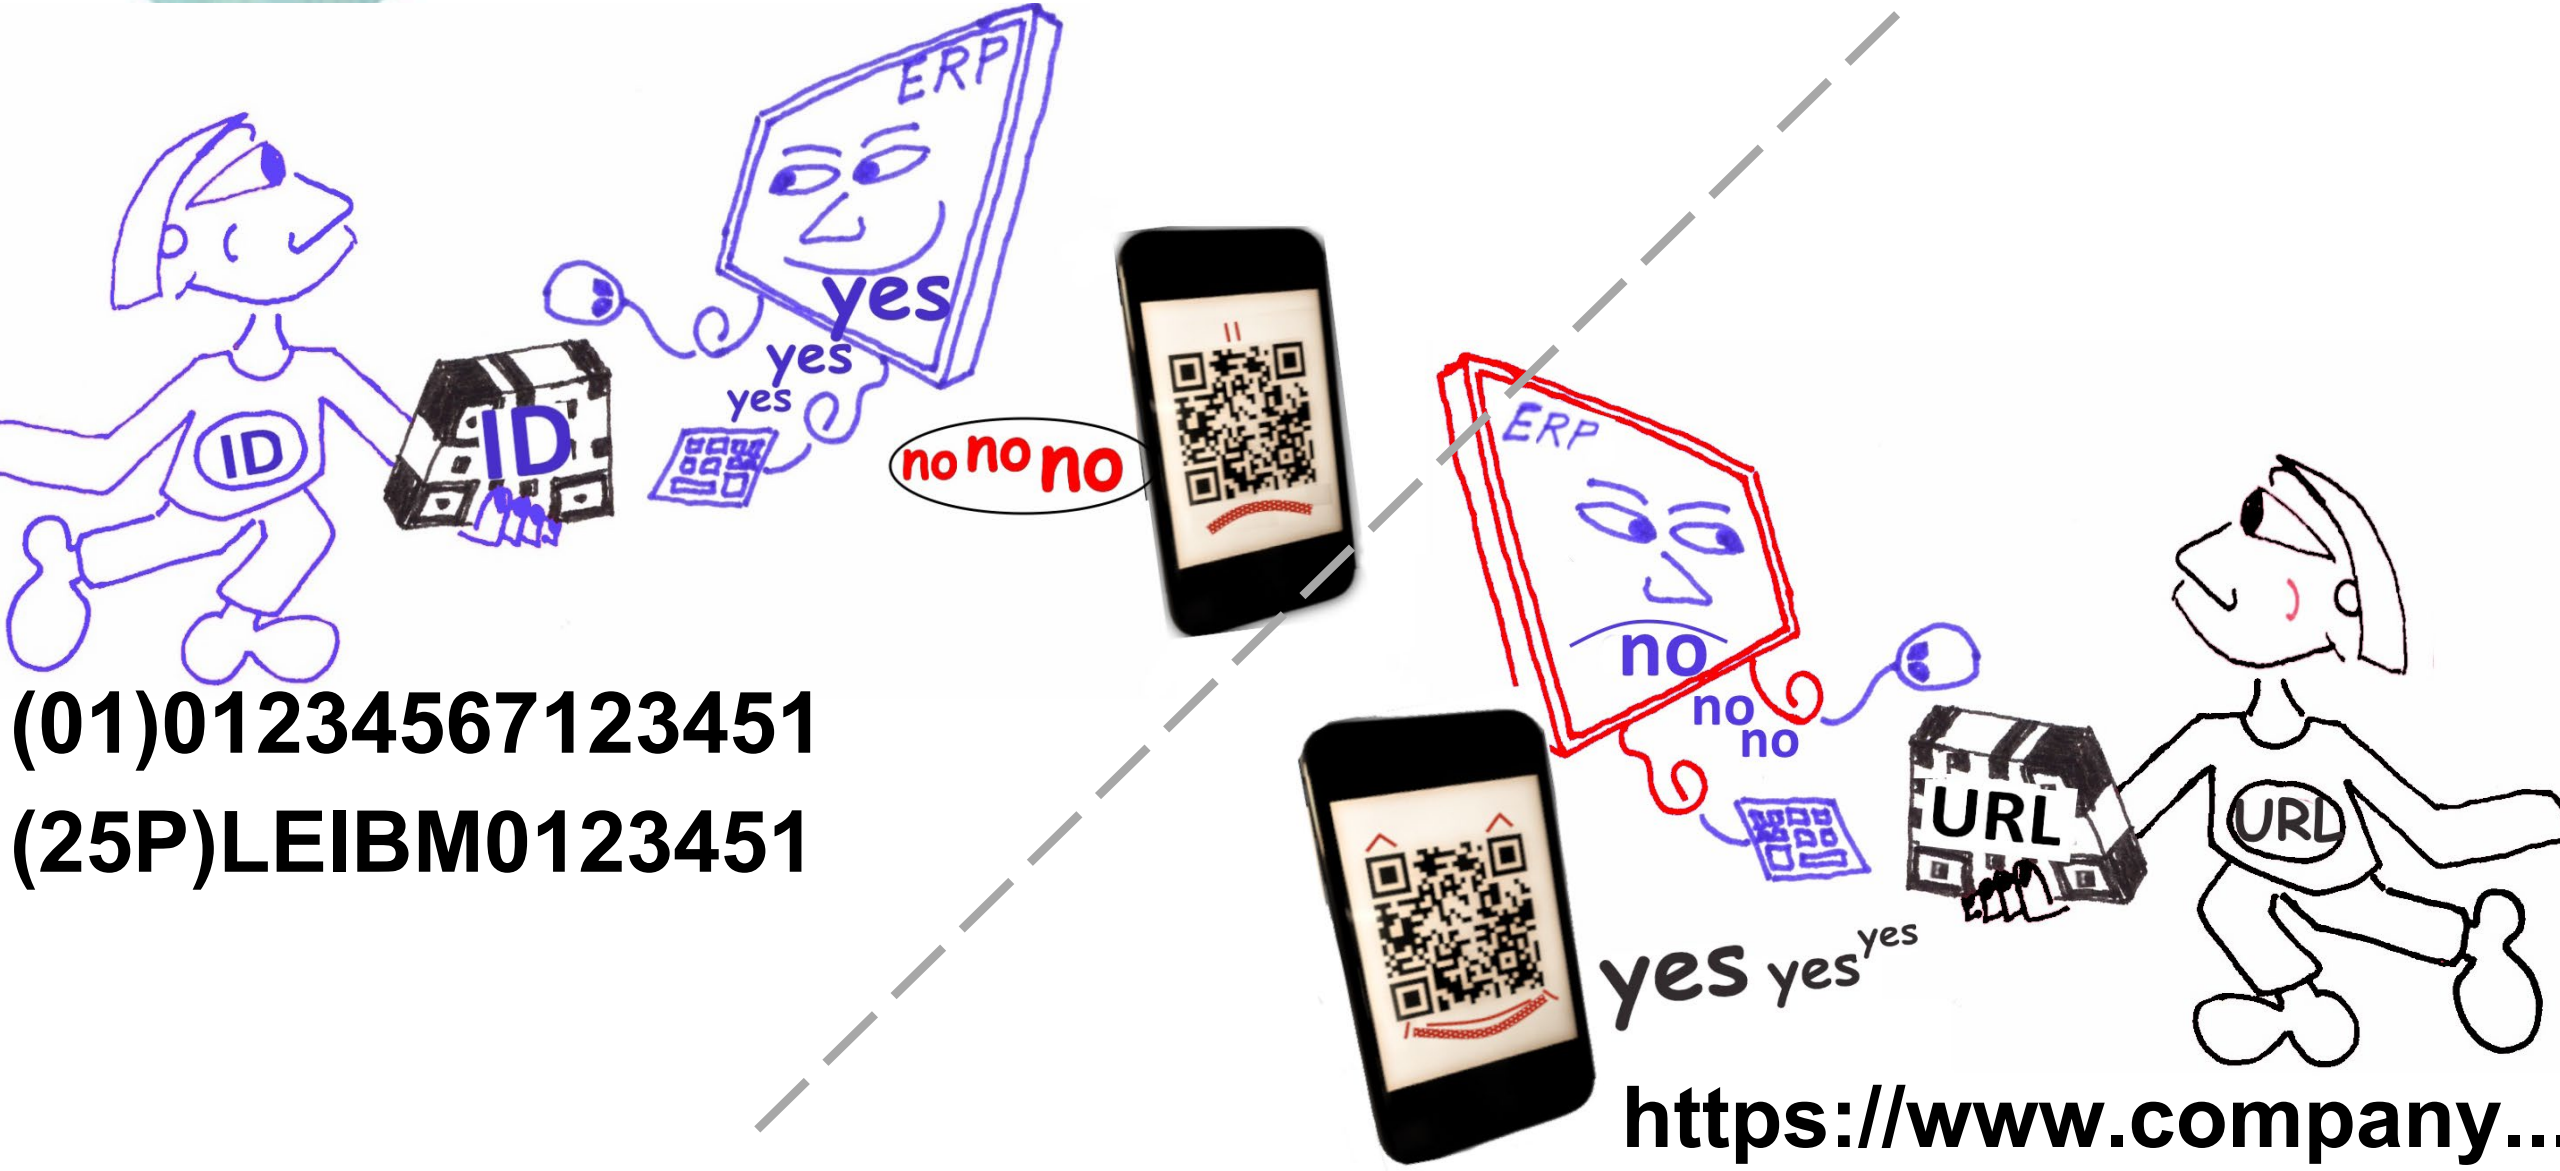 ERP
yes
yes
yes
ID
ID
no no no
(01)01234567123451
(25P)LEIBM0123451
ERP
no
no
no
URL
URL
yes yes yes
https://www.company...